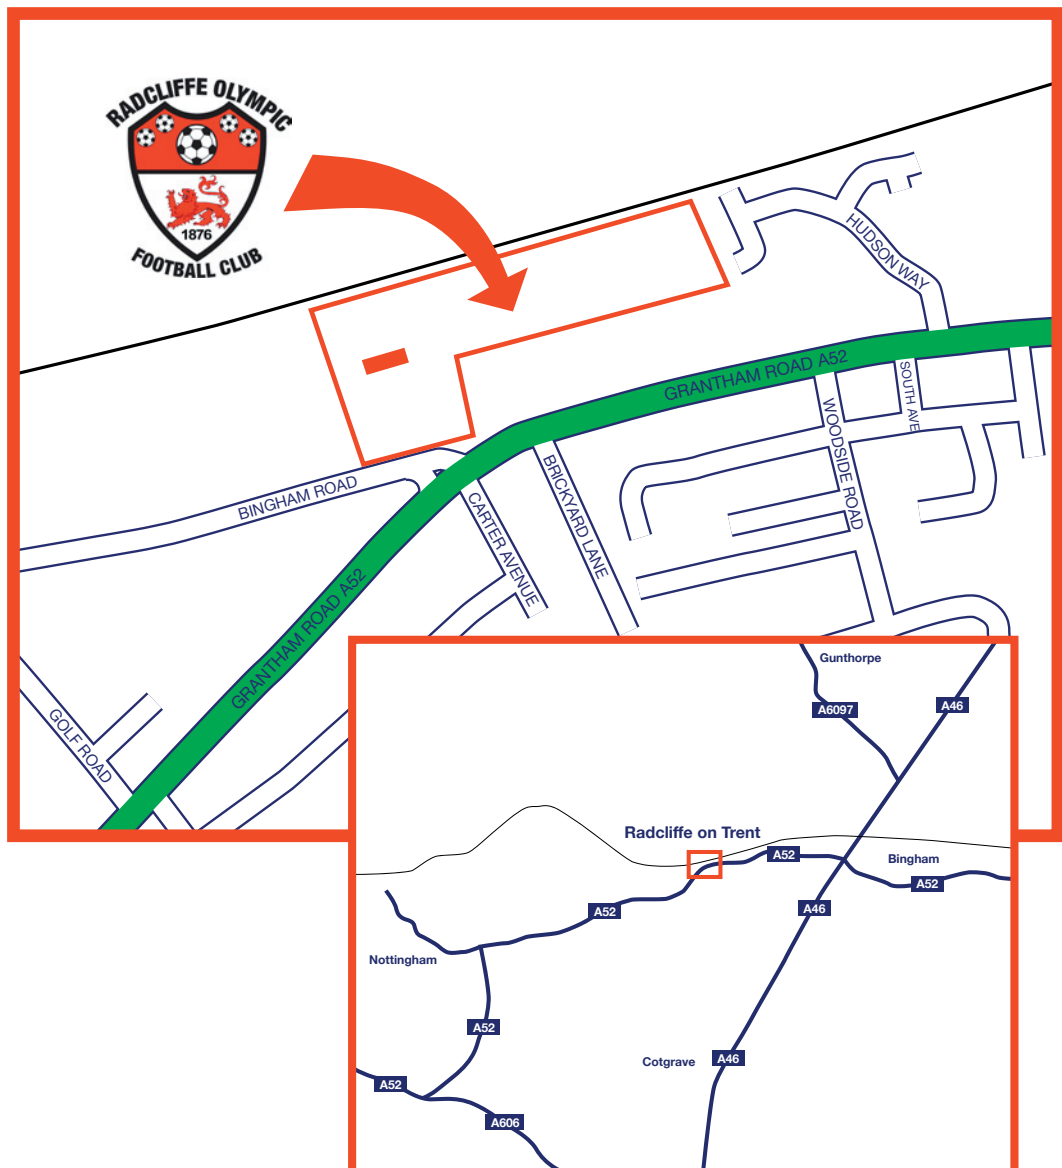 RADCLIFFE OLYMPIC
1876
FOOTBALL CLUB
HUDSON WAY
GRANTHAM ROAD A52
SOUTH AVE
WOODSIDE ROAD
BRICKYARD LANE
CARTER AVENUE
BINGHAM ROAD
GRANTHAM ROAD A52
GOLF ROAD
Gunthorpe
A6097
A46
Radcliffe on Trent
A52
Bingham
A52
A46
A52
Nottingham
A52
Cotgrave
A46
A52
A606